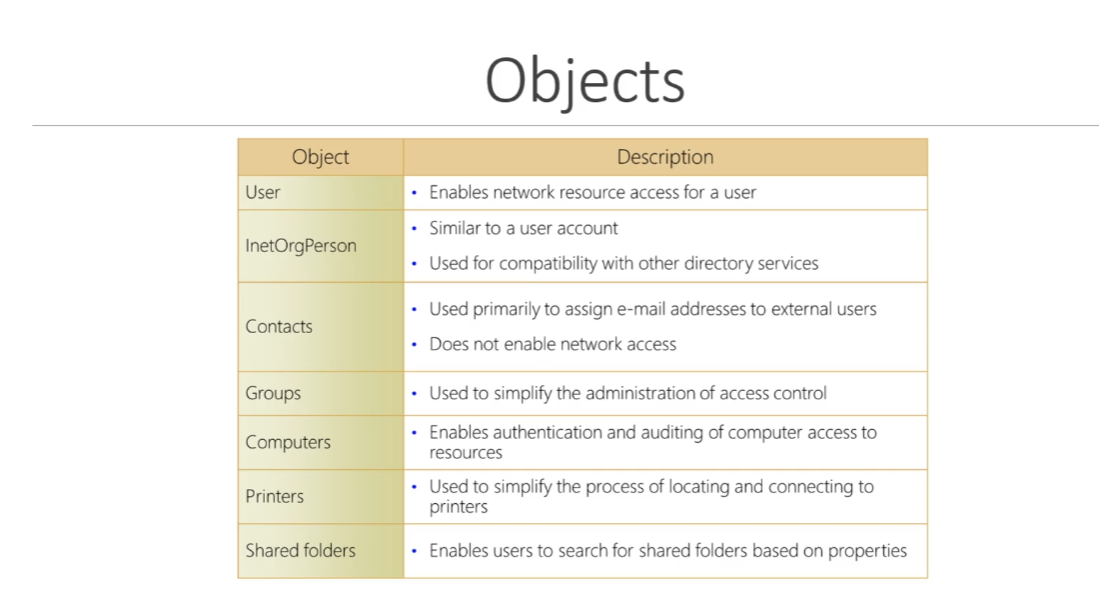 Objects
Object
Description
User
• Enables network resource access for a user
InetOrgPerson
• Similar to a user account
• Used for compatibility with other directory services
Contacts
• Used primarily to assign e-mail addresses to external users
• Does not enable network access
Groups
• Used to simplify the administration of access control
Computers
• Enables authentication and auditing of computer access to
resources
Printers
• Used to simplify the process of locating and connecting to
printers
Shared folders
• Enables users to search for shared folders based on properties